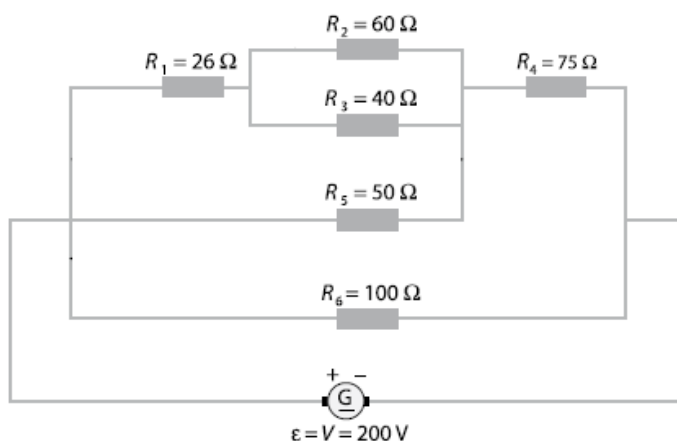 R₂ = 60 Ω
R₁ = 26 Ω
R₄ = 75 Ω
R₃ = 40 Ω
R₅ = 50 Ω
R₆ = 100 Ω
+ −
G
ε = V = 200 V